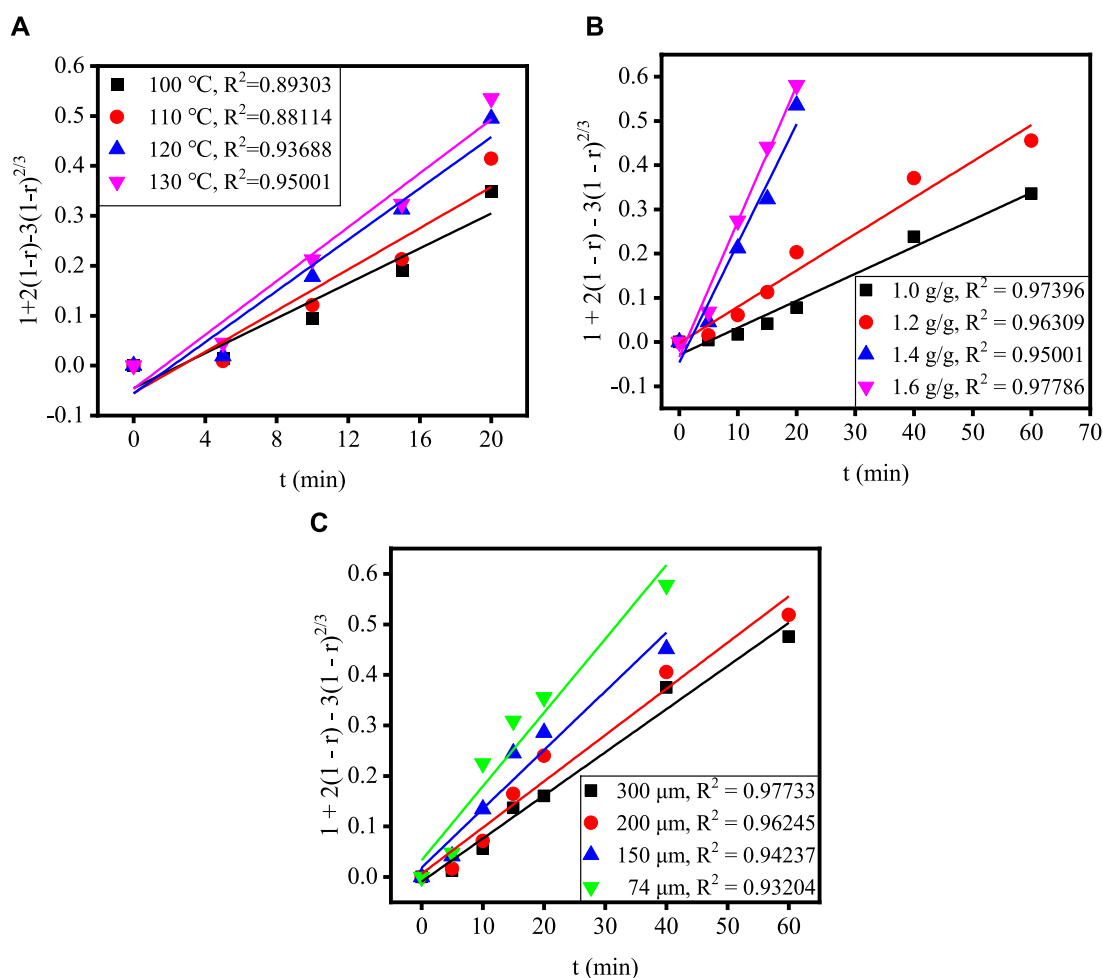 A
1+2(1-r)-3(1-r)^2/3
0.6
0.5
0.4
0.3
0.2
0.1
0.0
-0.1
100 °C, R²=0.89303
110 °C, R²=0.88114
120 °C, R²=0.93688
130 °C, R²=0.95001
0 4 8 12 16 20
t (min)
B
1 + 2(1 - r) - 3(1 - r)^2/3
0.6
0.5
0.4
0.3
0.2
0.1
0.0
-0.1
1.0 g/g, R² = 0.97396
1.2 g/g, R² = 0.96309
1.4 g/g, R² = 0.95001
1.6 g/g, R² = 0.97786
0 10 20 30 40 50 60 70
t (min)
C
1 + 2(1 - r) - 3(1 - r)^2/3
0.6
0.5
0.4
0.3
0.2
0.1
0.0
300 μm, R² = 0.97733
200 μm, R² = 0.96245
150 μm, R² = 0.94237
74 μm, R² = 0.93204
0 10 20 30 40 50 60
t (min)